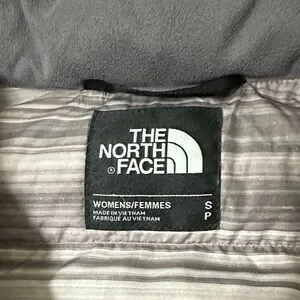 THE
NORTH
® FACE
WOMENS/FEMMES S
MADE IN VIETNAM P
FABRIQUÉ AU VIETNAM